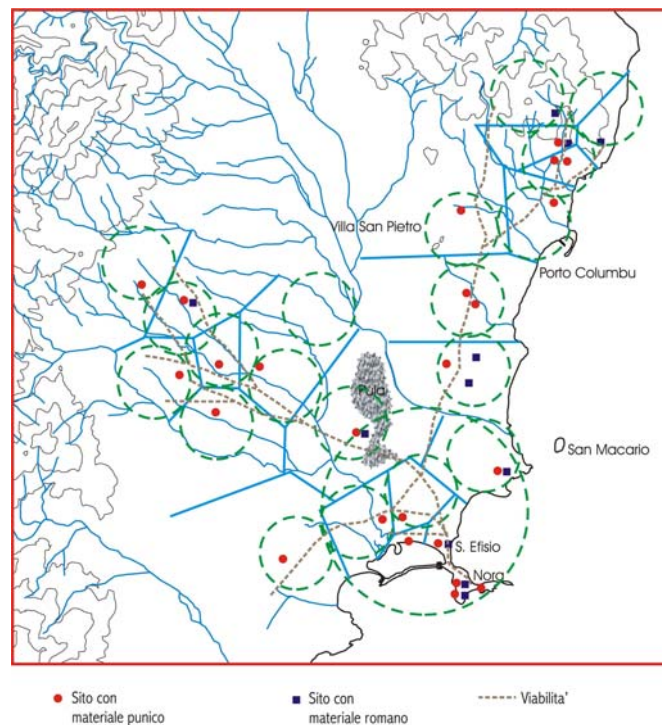 Villa San Pietro
Porto Columbu
Pula
San Macario
S. Efisio
Nora
Sito con
materiale punico
Sito con
materiale romano
Viabilita'